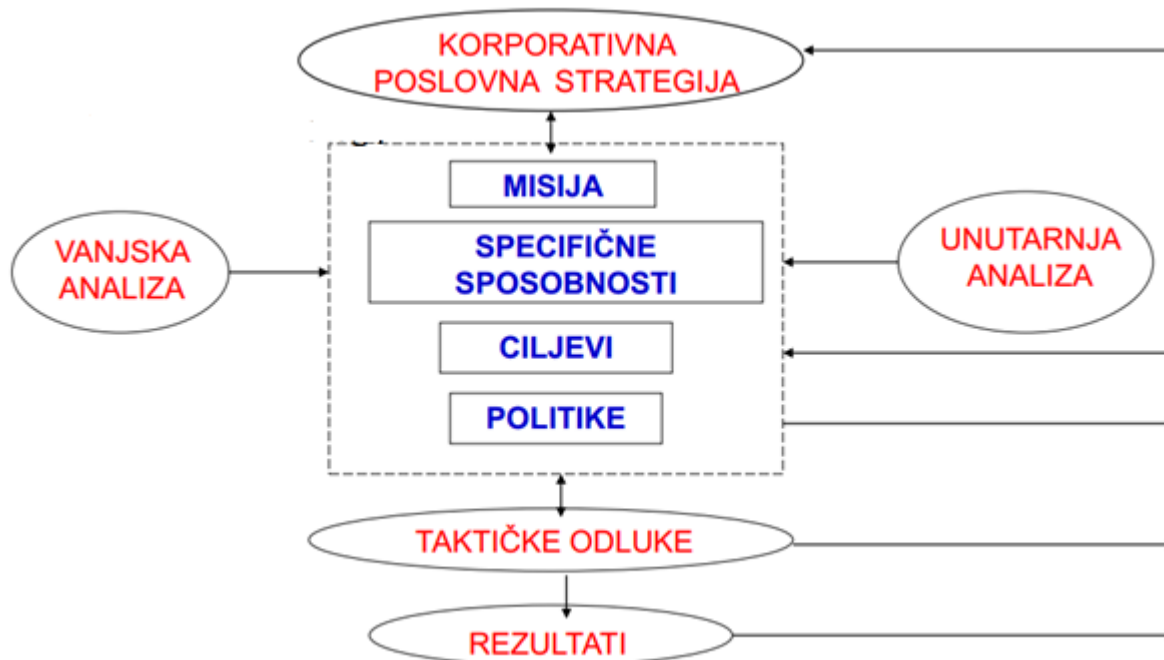 KORPORATIVNA
POSLOVNA STRATEGIJA
MISIJA
VANJSKA
ANALIZA
SPECIFIČNE
SPOSOBNOSTI
UNUTARNJA
ANALIZA
CILJEVI
POLITIKE
TAKTIČKE ODLUKE
REZULTATI